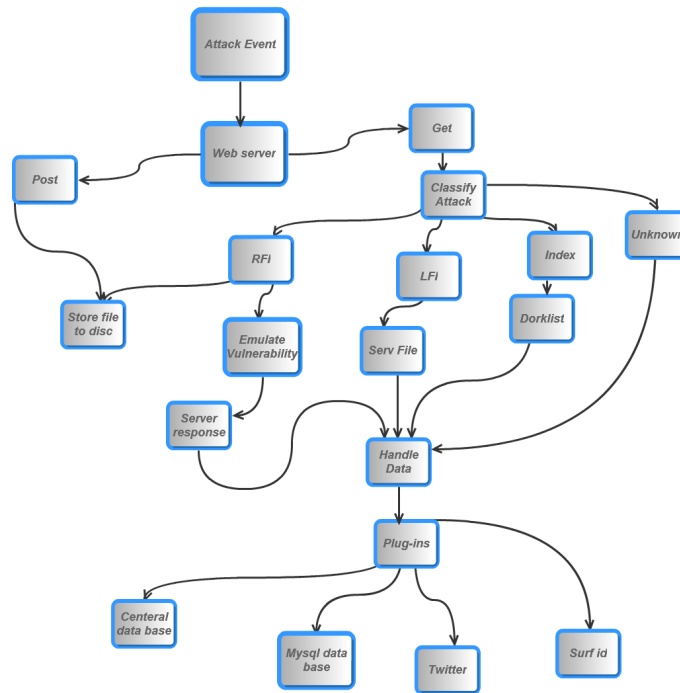 Attack Event
Get
Web server
Post
Classify
Attack
Unknown
RFi
LFi
Index
Store file
to disc
Emulate
Vulnerability
Serv File
Dorklist
Server
response
Handle
Data
Plug-ins
Centeral
data base
Mysql data
base
Twitter
Surf id